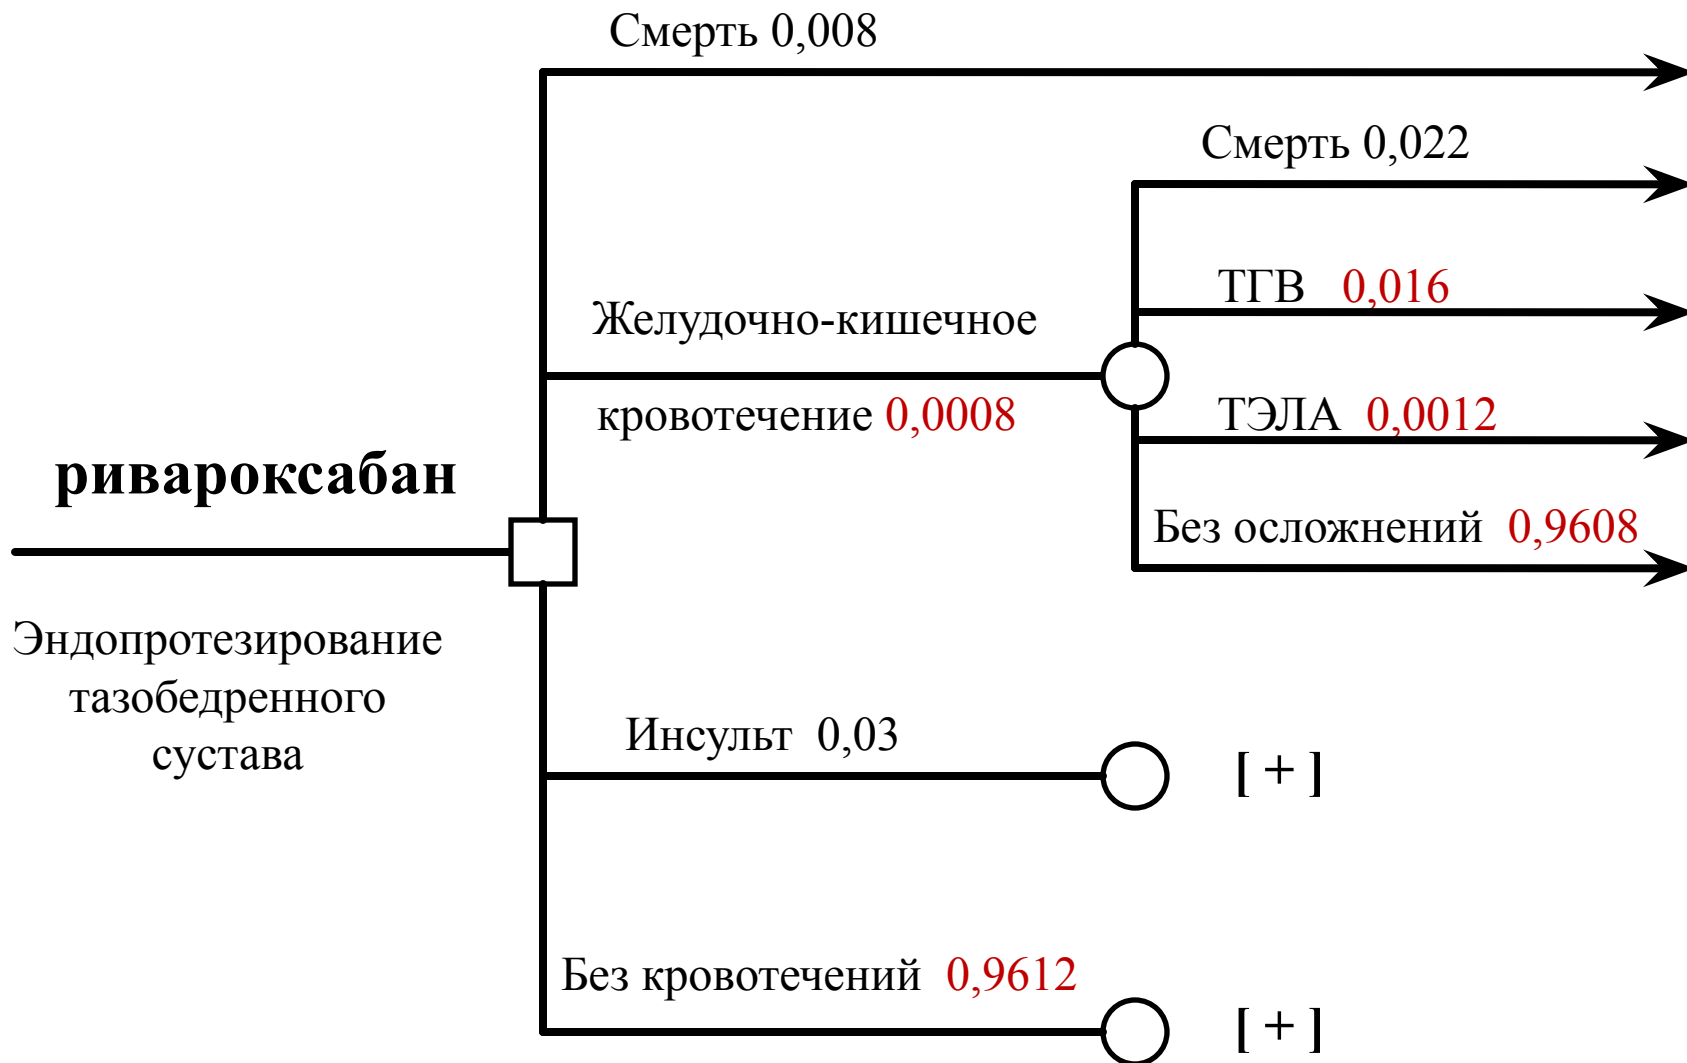 Смерть 0,008
Смерть 0,022
ТГВ 0,016
Желудочно-кишечное
кровотечение 0,0008
ТЭЛА 0,0012
ривароксабан
Без осложнений 0,9608
Эндопротезирование
тазобедренного
сустава
Инсульт 0,03
[ + ]
Без кровотечений 0,9612
[ + ]